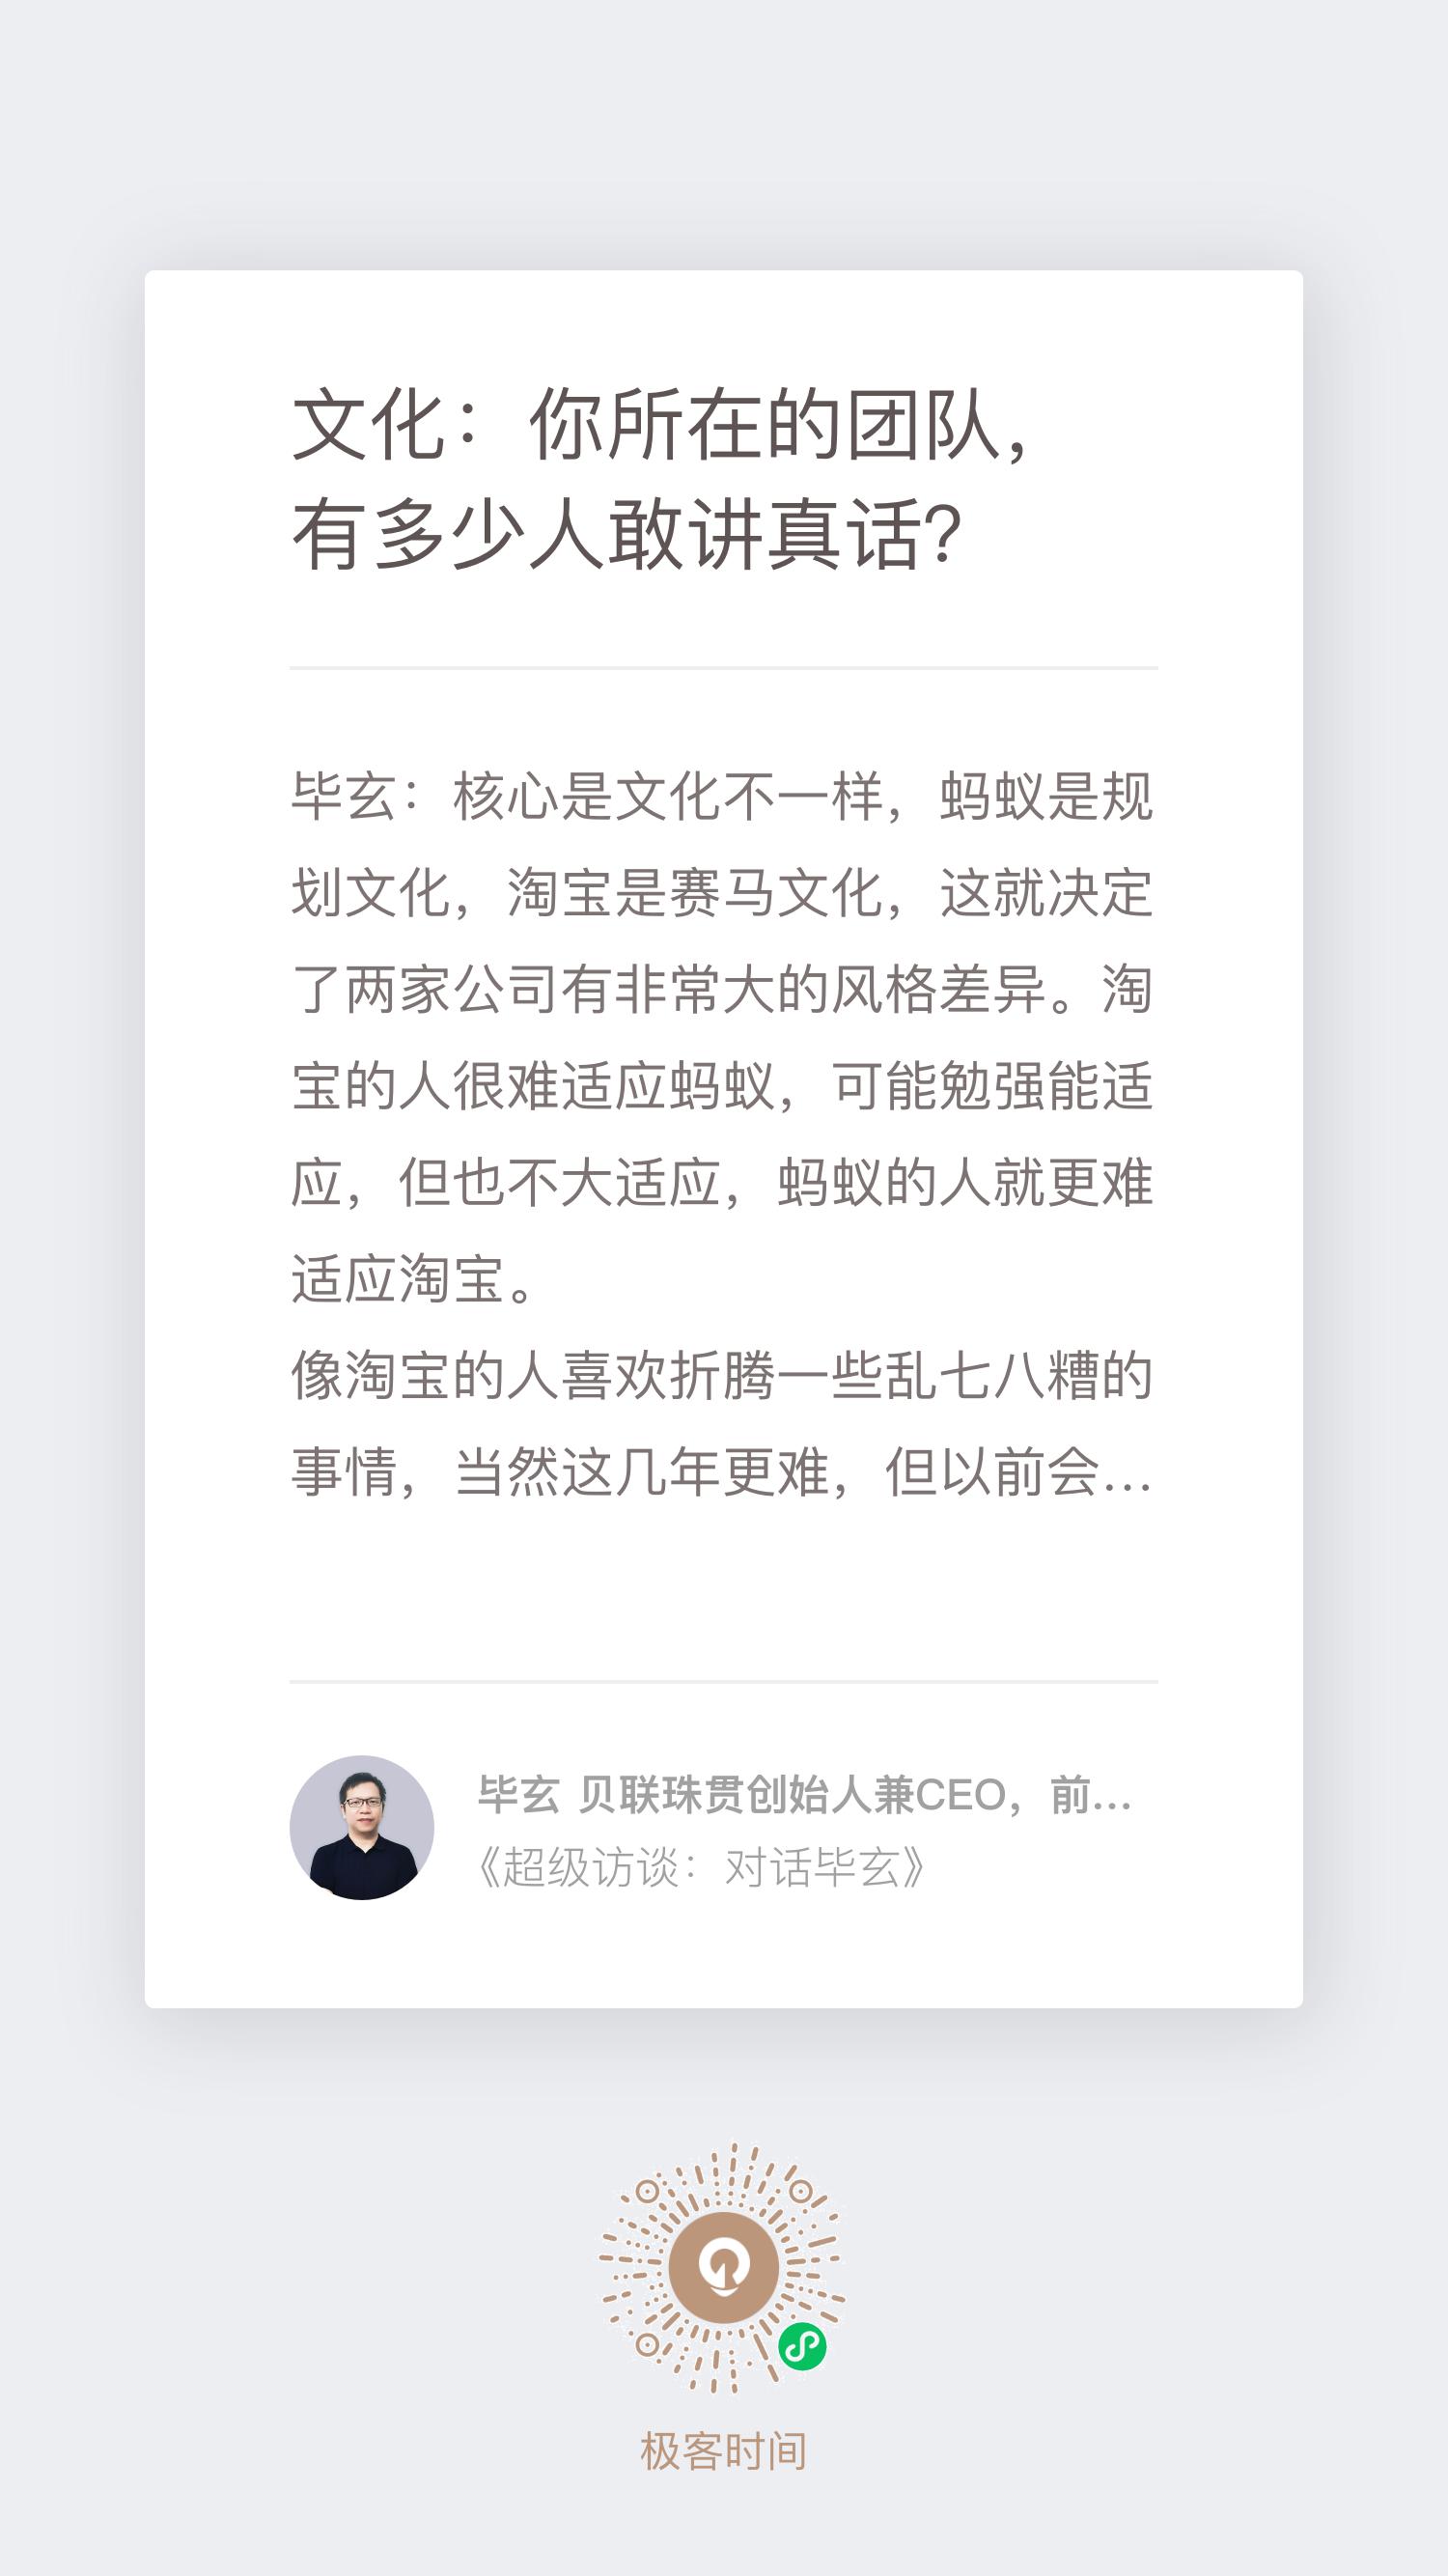 文化：你所在的团队，
有多少人敢讲真话？
毕玄：核心是文化不一样，蚂蚁是规
划文化，淘宝是赛马文化，这就决定
了两家公司有非常大的风格差异。淘
宝的人很难适应蚂蚁，可能勉强能适
应，但也不大适应，蚂蚁的人就更难
适应淘宝。
像淘宝的人喜欢折腾一些乱七八糟的
事情，当然这几年更难，但以前会...
毕玄 贝联珠贯创始人兼CEO，前...
《超级访谈：对话毕玄》
极客时间